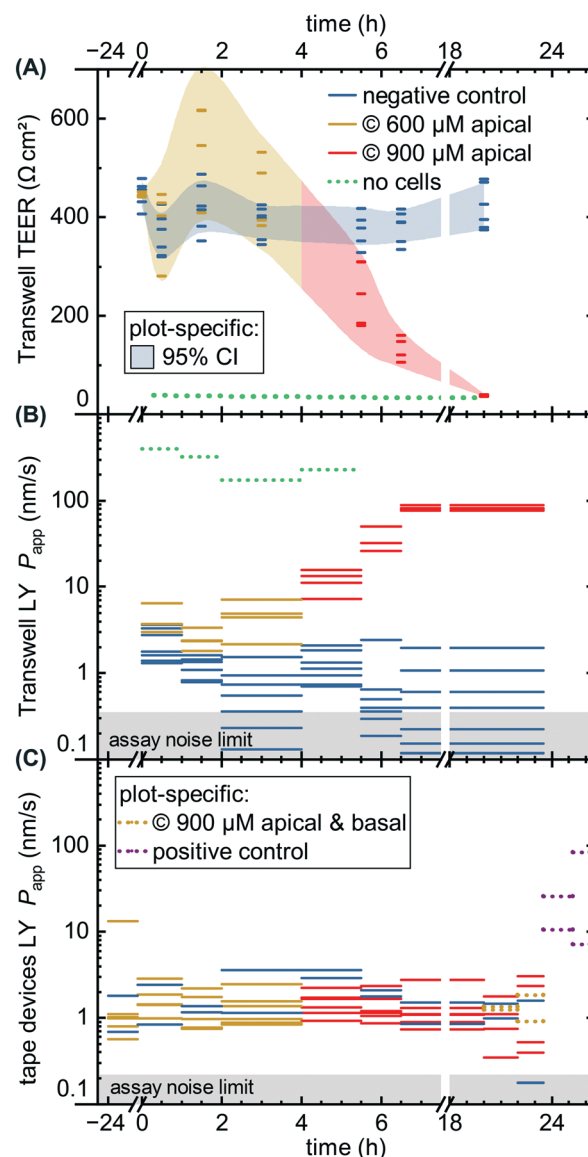 time (h)
−24 0 2 4 6 18 24
(A)
Transwell TEER (Ω cm²)
600
400
200
0
negative control
© 600 µM apical
© 900 µM apical
no cells
plot-specific:
95% CI
(B)
Transwell LY Papp (nm/s)
100
10
1
0.1
assay noise limit
(C)
tape devices LY Papp (nm/s)
100
10
1
0.1
plot-specific:
© 900 µM apical & basal
positive control
assay noise limit
−24 0 2 4 6 18 24
time (h)